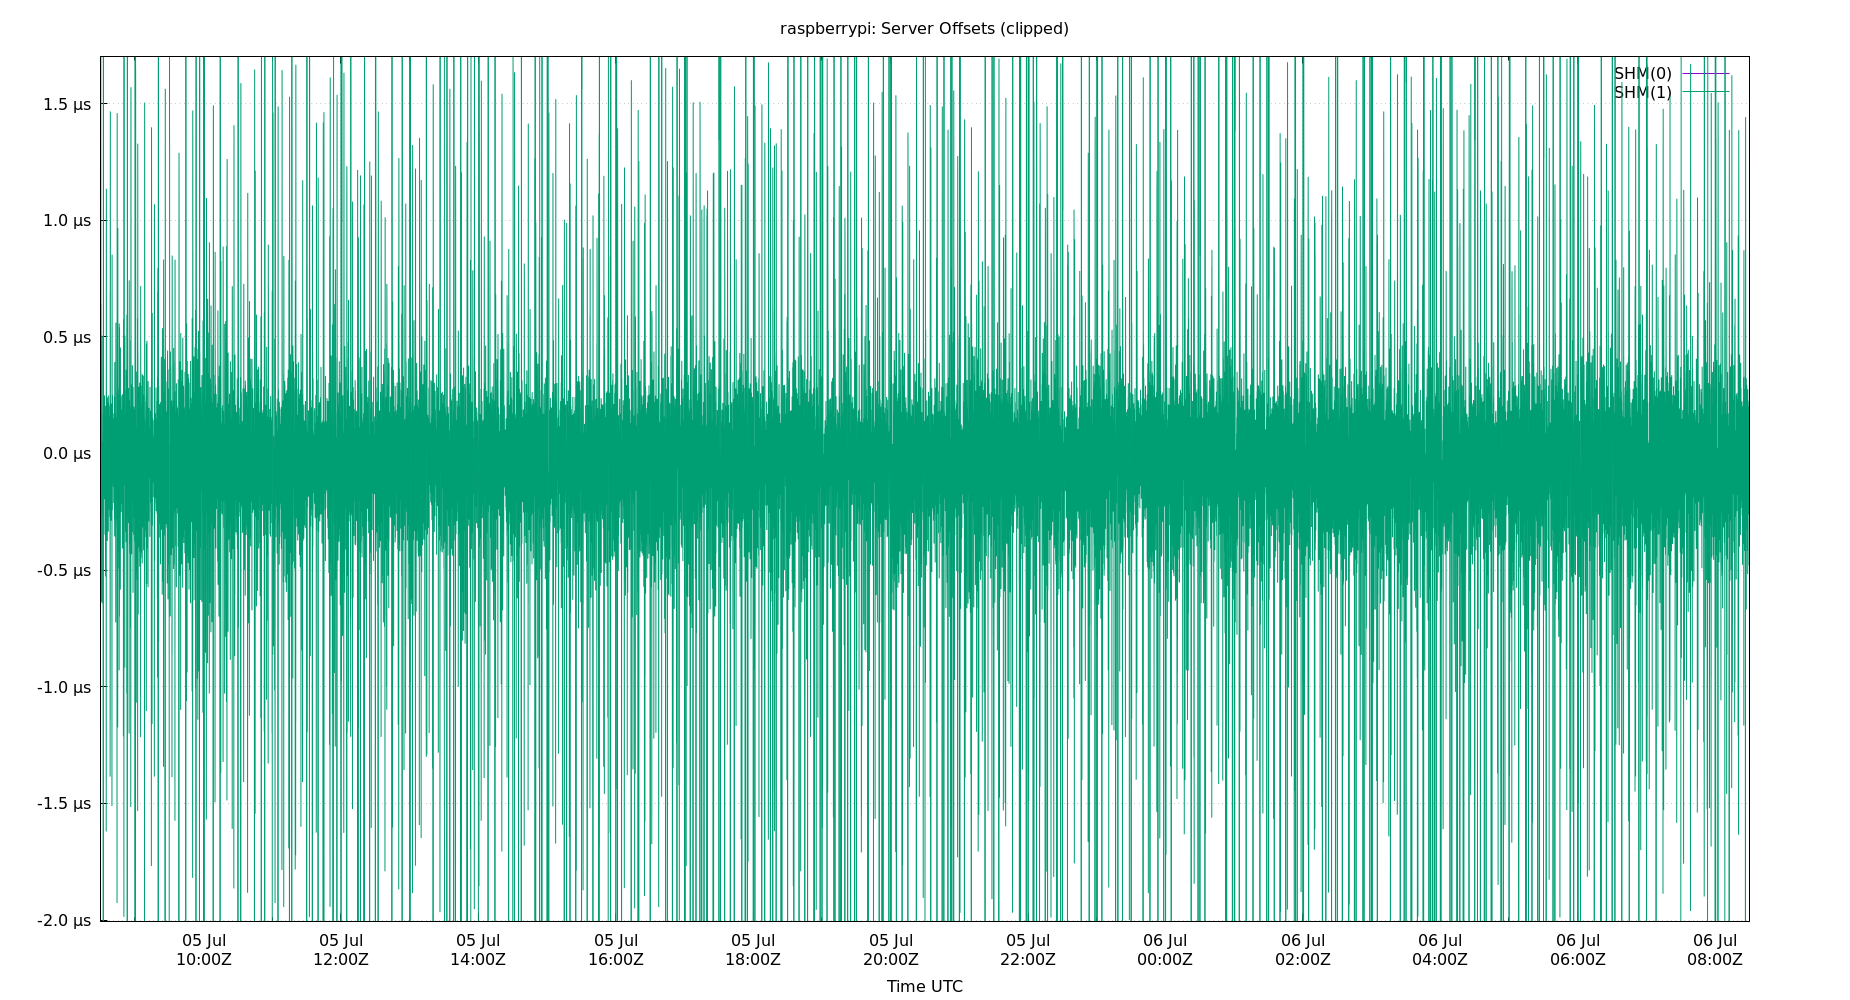 raspberrypi: Server Offsets (clipped)
SHM(0)
SHM(1)
1.5 µs
1.0 µs
0.5 µs
0.0 µs
-0.5 µs
-1.0 µs
-1.5 µs
-2.0 µs
05 Jul 05 Jul 05 Jul 05 Jul 05 Jul 05 Jul 05 Jul 06 Jul 06 Jul 06 Jul 06 Jul 06 Jul
10:00Z 12:00Z 14:00Z 16:00Z 18:00Z 20:00Z 22:00Z 00:00Z 02:00Z 04:00Z 06:00Z 08:00Z
Time UTC